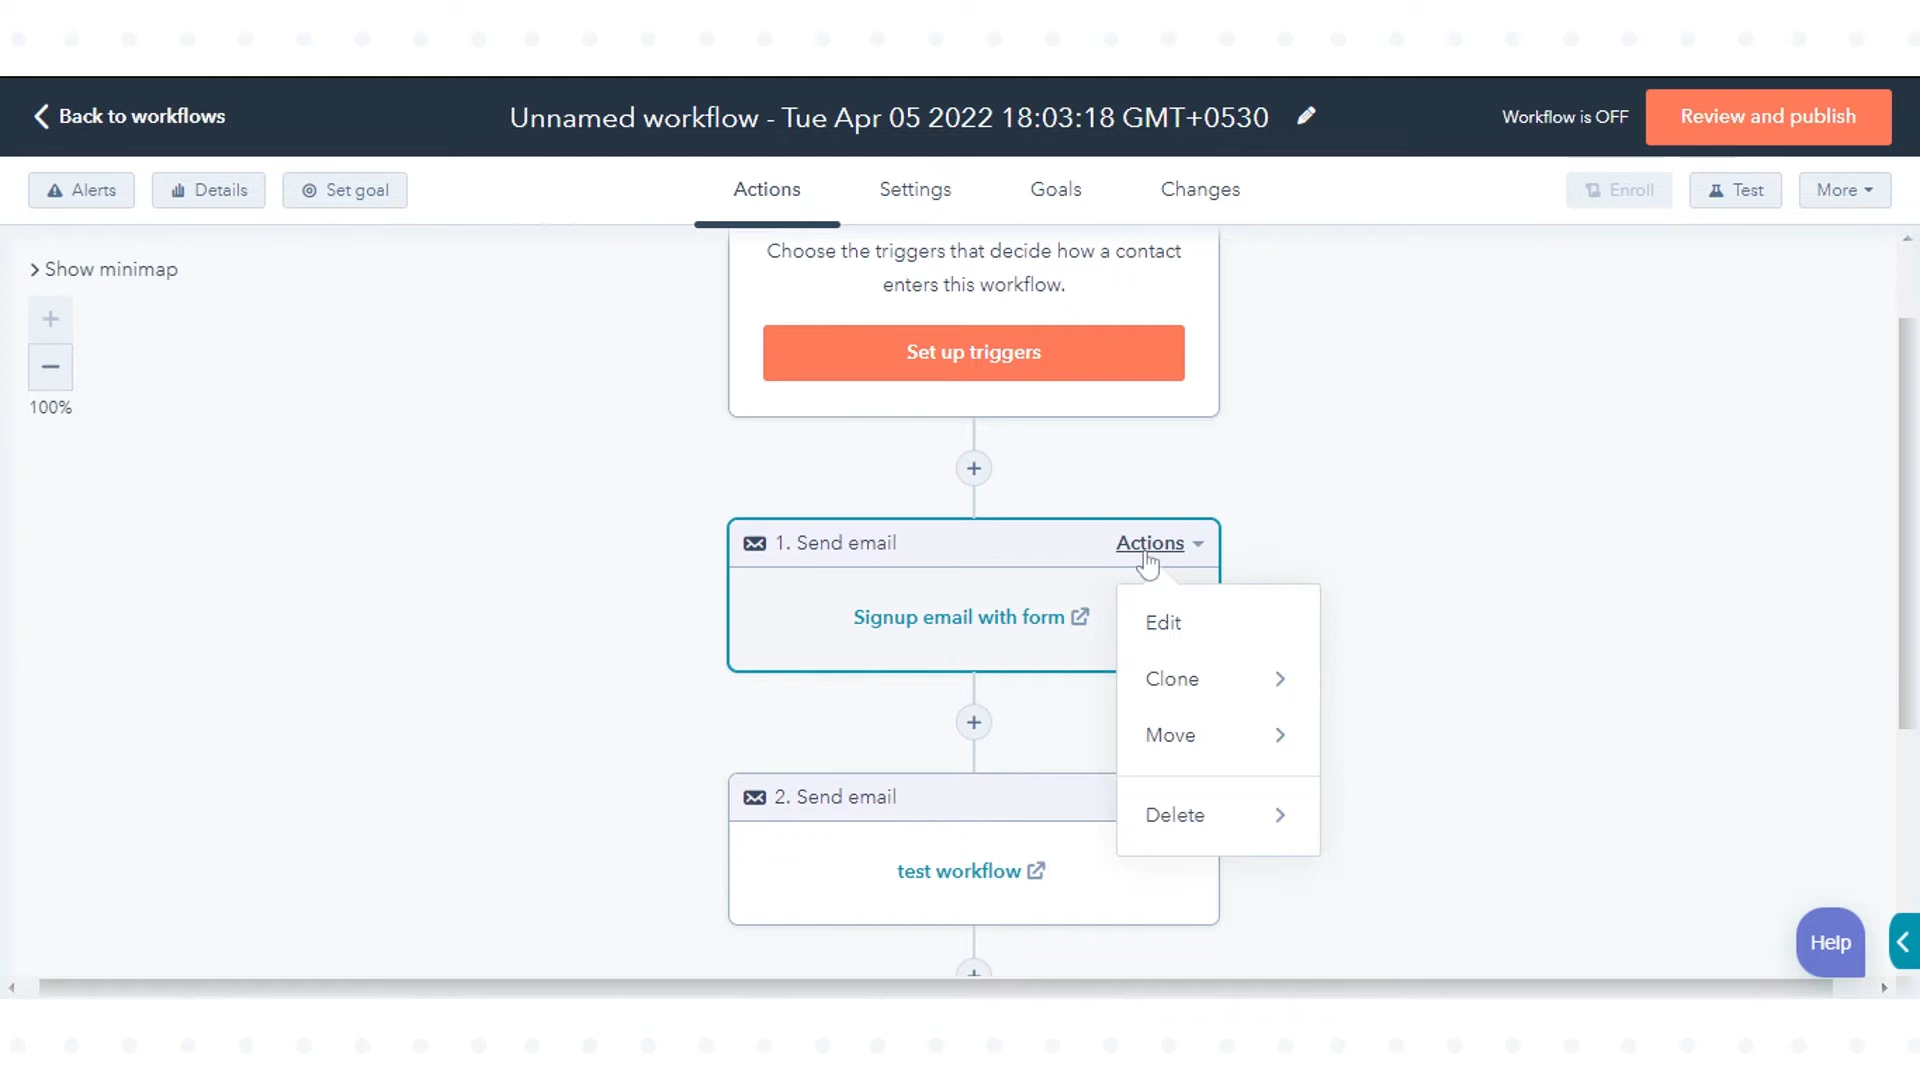 Back to workflows
Unnamed workflow - Tue Apr 05 2022 18:03:18 GMT+0530
Workflow is OFF
Review and publish
Alerts
Details
Set goal
Actions
Settings
Goals
Changes
Enroll
Test
More
Show minimap
+
−
100%
Choose the triggers that decide how a contact
enters this workflow.
Set up triggers
+
1. Send email
Actions
Signup email with form
Edit
Clone
Move
Delete
+
2. Send email
test workflow
+
Help